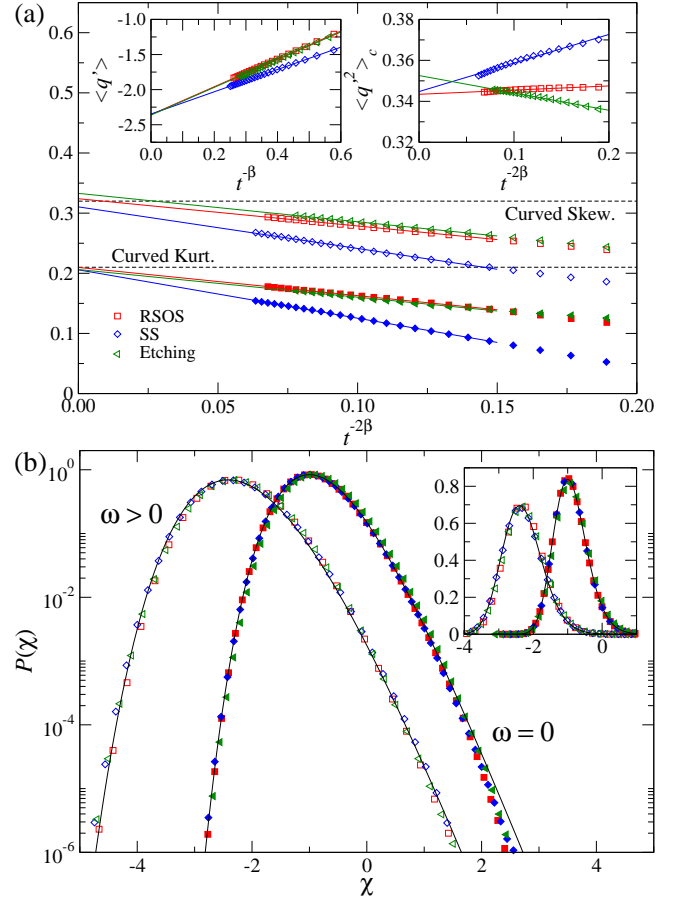 (a)
0.6
0.5
0.4
0.3
0.2
0.1
0
-1.0
-1.5
-2.0
-2.5
<q'>
0.0 0.2 0.4 0.6
t^-β
0.36
0.35
0.34
0.32
<q'^2>_c
0.0 0.1 0.2
t^-2β
Curved Skew.
Curved Kurt.
RSOS
SS
Etching
0.00 0.05 0.10 0.15 0.20
t^-2β
(b)
10^0
10^-2
10^-4
10^-6
P(χ)
ω > 0
ω = 0
0.8
0.6
0.4
0.2
0
-4 -2 0
-4 -2 0 2 4
χ